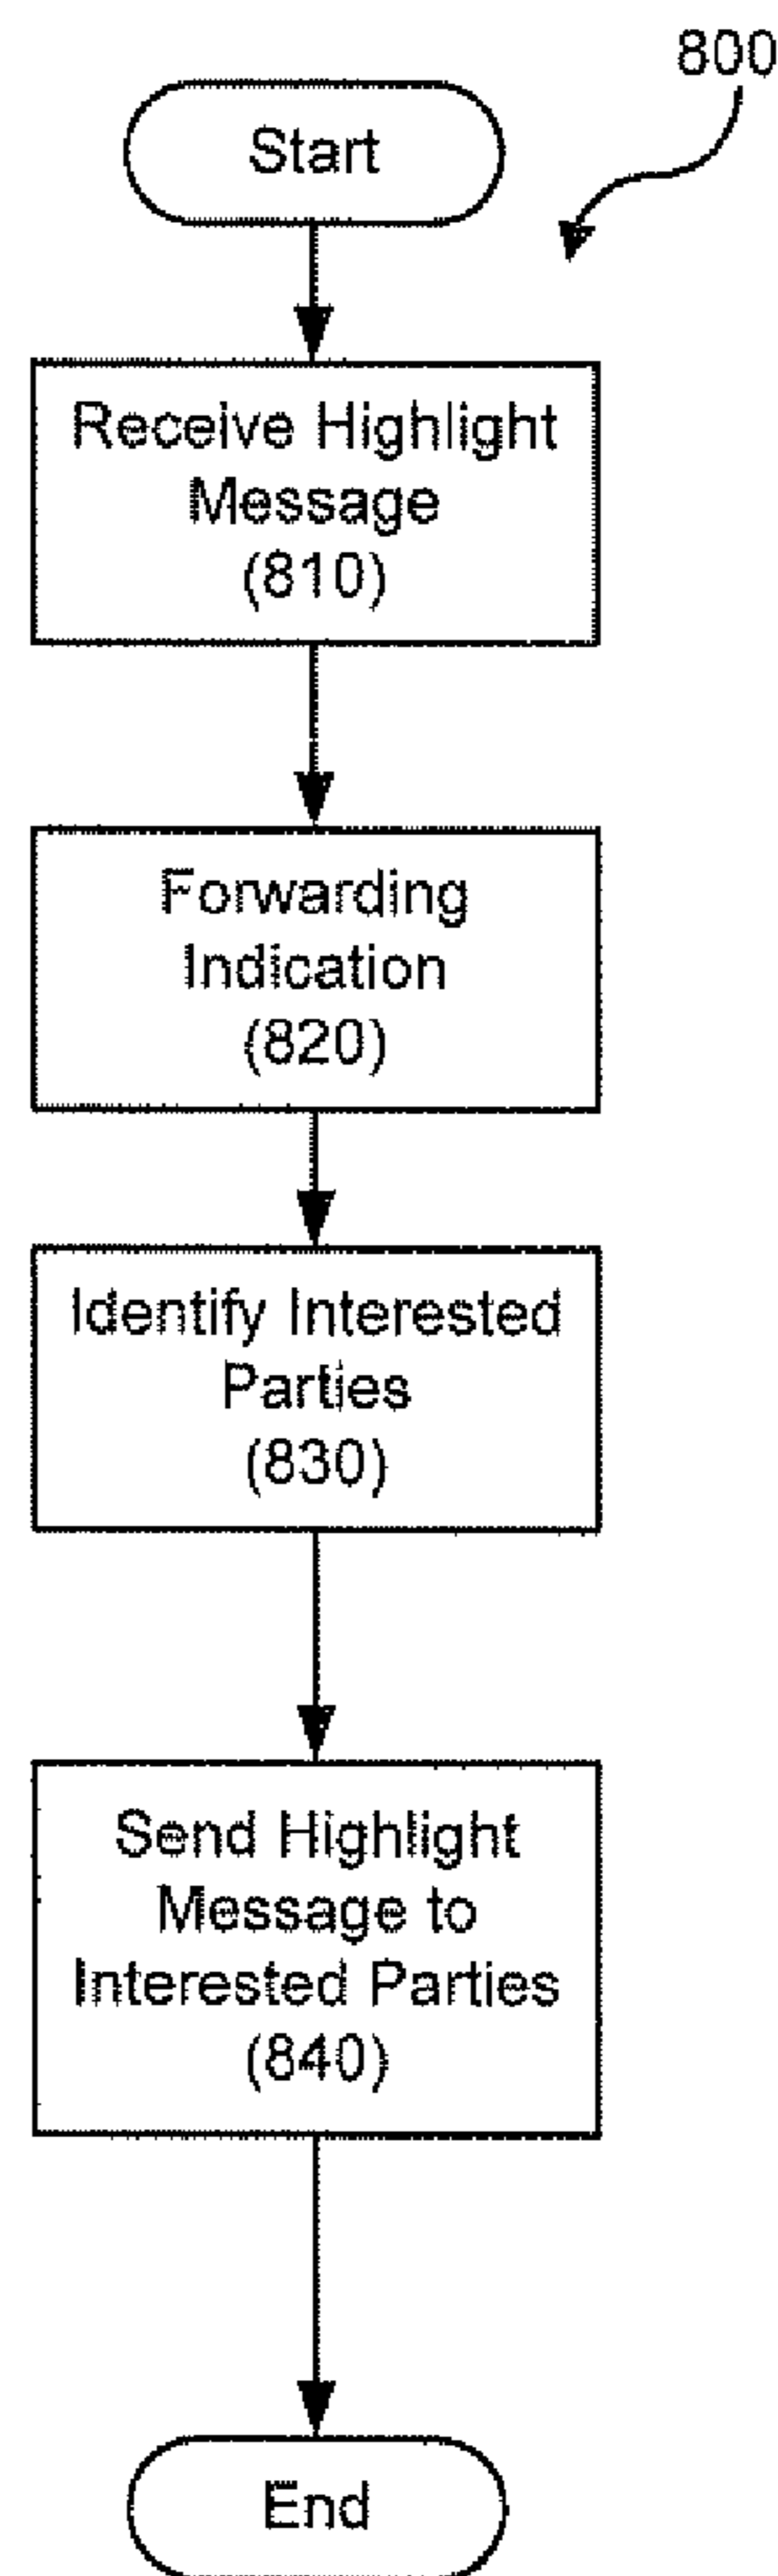 800
Start
Receive Highlight
Message
(810)
Forwarding
Indication
(820)
Identify Interested
Parties
(830)
Send Highlight
Message to
Interested Parties
(840)
End